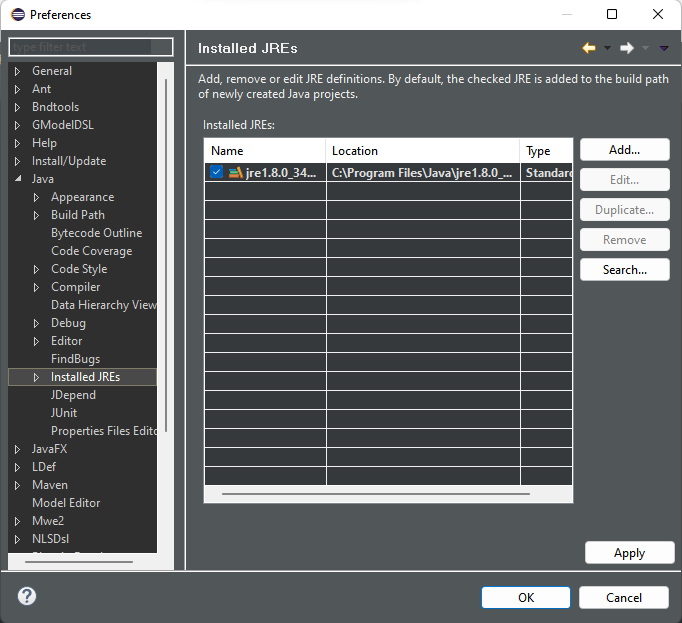 Preferences
type filter text
General
Ant
Bndtools
GModelDSL
Help
Install/Update
Java
Appearance
Build Path
Bytecode Outline
Code Coverage
Code Style
Compiler
Data Hierarchy View
Debug
Editor
FindBugs
Installed JREs
JDepend
JUnit
Properties Files Edito
JavaFX
LDef
Maven
Model Editor
Mwe2
NLSDsl
Installed JREs
Add, remove or edit JRE definitions. By default, the checked JRE is added to the build path
of newly created Java projects.
Installed JREs:
Name Location Type
jre1.8.0_34... C:\Program Files\Java\jre1.8.0_... Standard
Add...
Edit...
Duplicate...
Remove
Search...
Apply
?
OK Cancel